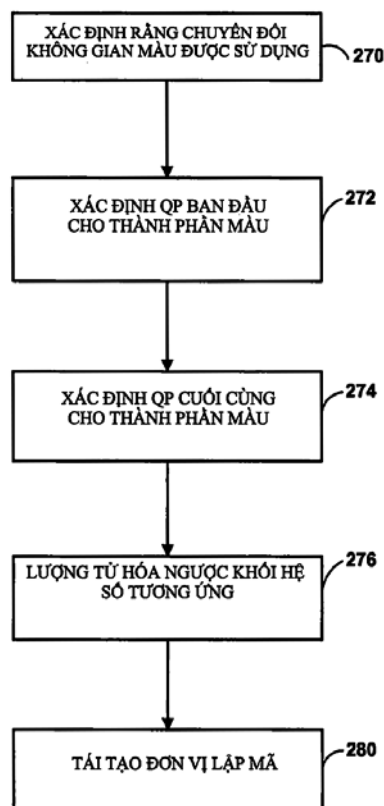 XÁC ĐỊNH RẰNG CHUYỂN ĐỔI
KHÔNG GIAN MÀU ĐƯỢC SỬ DỤNG
270
XÁC ĐỊNH QP BAN ĐẦU
CHO THÀNH PHẦN MÀU
272
XÁC ĐỊNH QP CUỐI CÙNG
CHO THÀNH PHẦN MÀU
274
LƯỢNG TỬ HÓA NGƯỢC KHỐI HỆ
SỐ TƯƠNG ỨNG
276
TÁI TẠO ĐƠN VỊ LẬP MÃ
280